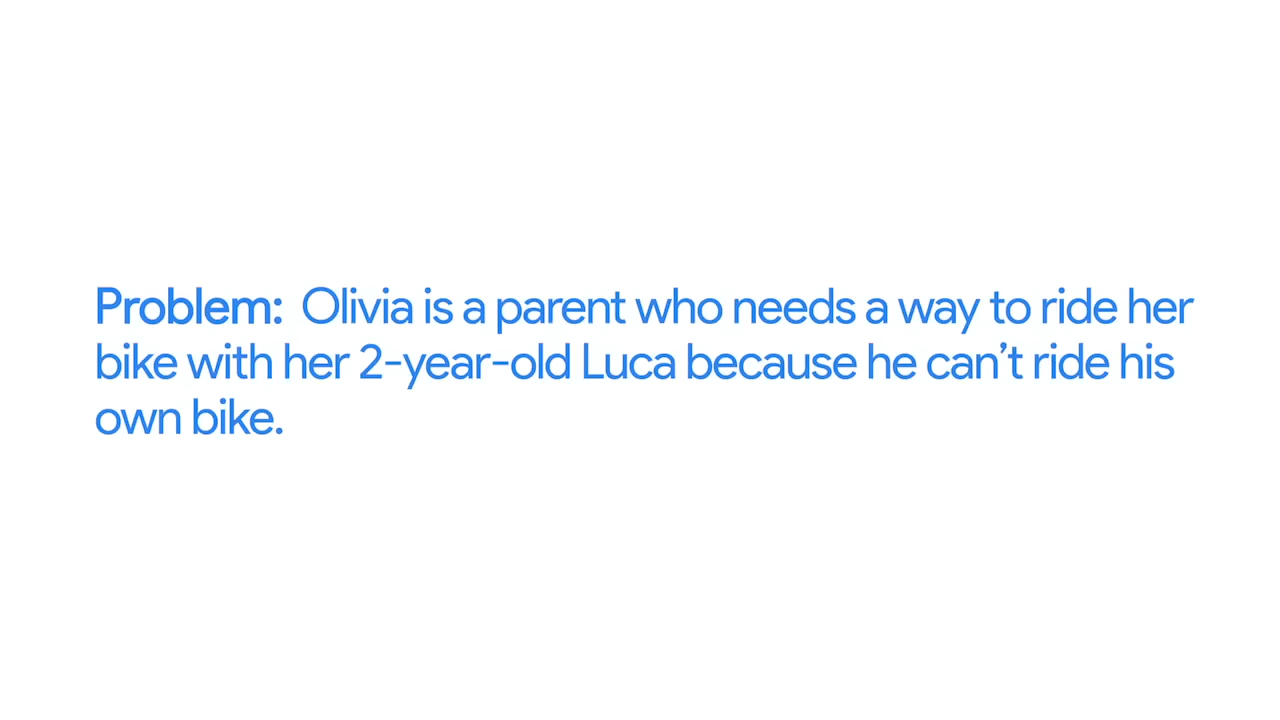 Problem: Olivia is a parent who needs a way to ride her
bike with her 2-year-old Luca because he can’t ride his
own bike.